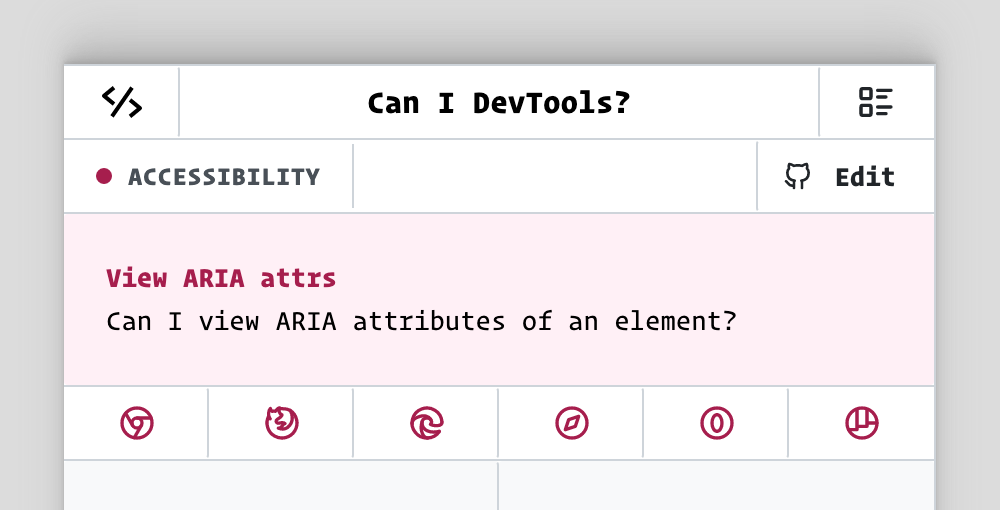 Can I DevTools?
ACCESSIBILITY
Edit
View ARIA attrs
Can I view ARIA attributes of an element?